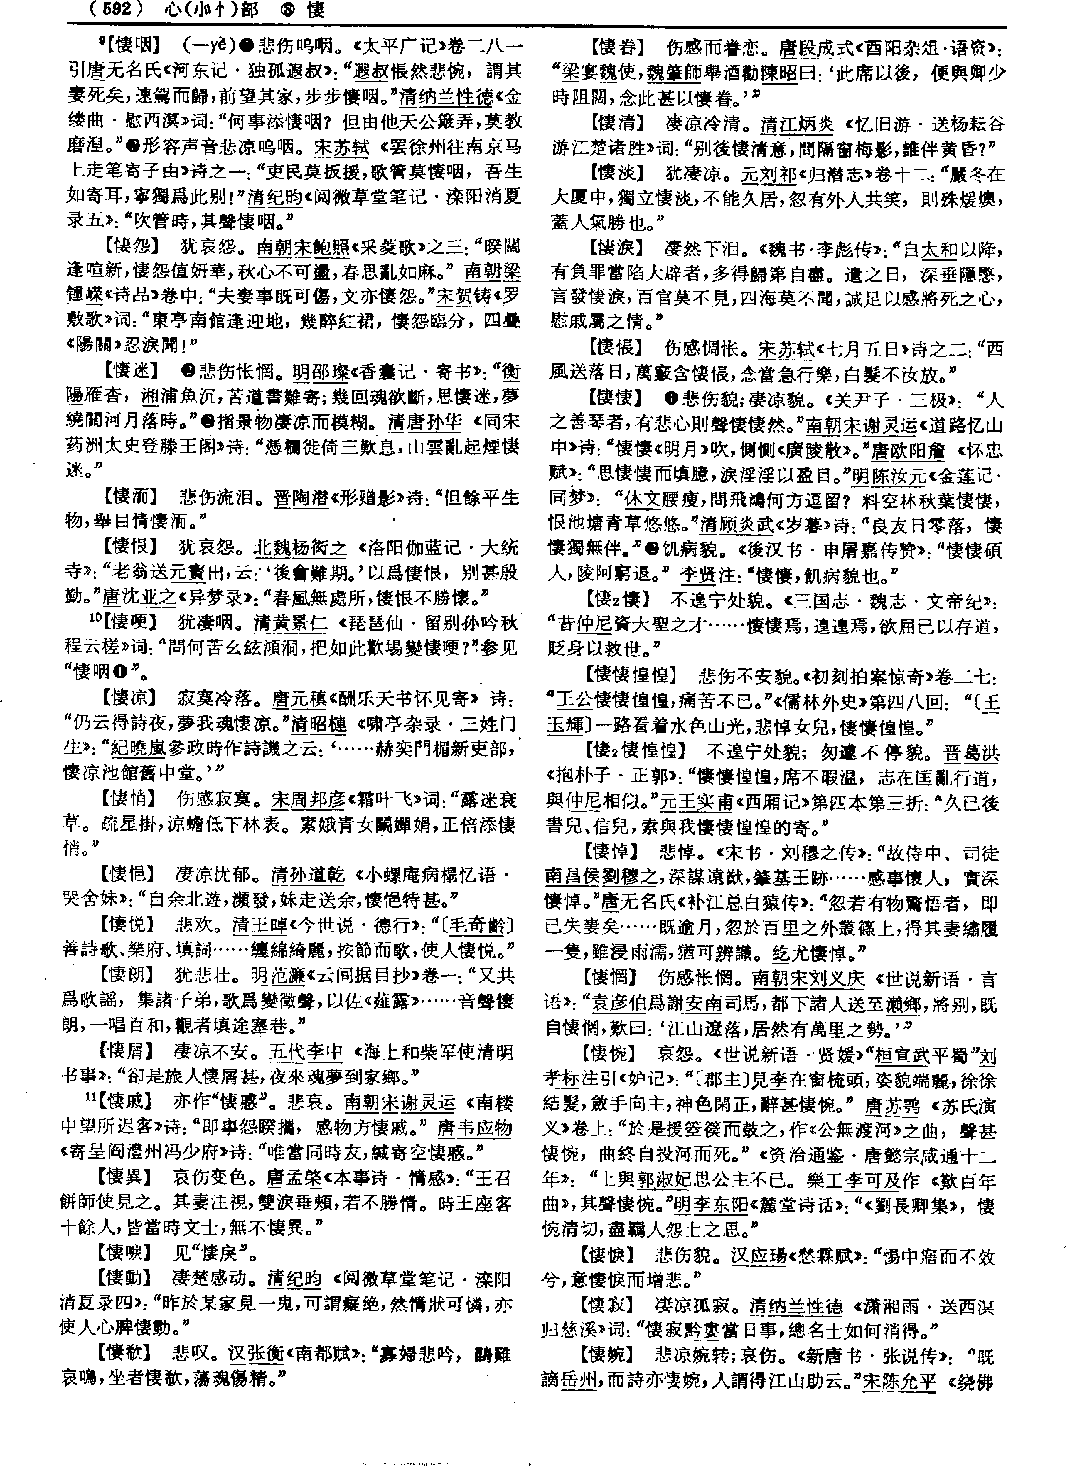 （592） 心(小忄)部 ⑧ 悽
⁹【悽咽】 （—yè）❶悲伤呜咽。《太平广记》卷二八一
引唐无名氏《河东记·独孤遐叔》：“遐叔悵然悲惋，謂其
妻死矣，速駕而歸，前望其家，步步悽咽。”清纳兰性德《金
缕曲·慰西溟》词：“何事添悽咽？但由他天公簸弄，莫教
磨涅。”❷形容声音悲凉呜咽。宋苏轼《罢徐州往南京马
上走笔寄子由》诗之一：“吏民莫扳援，歌管莫悽咽，吾生
如寄耳，寧獨爲此别！”清纪昀《阅微草堂笔记·滦阳消夏
录五》：“吹管時，其聲悽咽。”
【悽怨】 犹哀怨。南朝宋鲍照《采菱歌》之三：“暌闊
逢暄新，悽怨值妍華，秋心不可盪，春思亂如麻。”南朝梁
鍾嶸《诗品》卷中：“夫妻事既可傷，文亦悽怨。”宋贺铸《罗
敷歌》词：“東亭南館逢迎地，幾醉紅裙，悽怨臨分，四疊
《陽關》忍淚聞！”
【悽迷】 ❶悲伤怅惘。明邵璨《香囊记·寄书》：“衡
陽雁杳，湘浦魚沉，苦道書難寄；幾回魂欲斷，思悽迷，夢
繞關河月落時。”❷指景物凄凉而模糊。清唐孙华《同宋
药洲太史登滕王阁》诗：“憑欄徙倚三歎息，山雲亂起煙悽
迷。”
【悽洏】 悲伤流泪。晋陶潜《形赠影》诗：“但餘平生
物，舉目情悽洏。”
【悽恨】 犹哀怨。北魏杨衒之《洛阳伽蓝记·大统
寺》：“老翁送元寶出，云：‘後會難期。’以爲悽恨，别甚殷
勤。”唐沈亚之《异梦录》：“春風無處所，悽恨不勝懷。”
¹⁰【悽哽】 犹凄咽。清黄景仁《琵琶仙·留别孙吟秋
程云槎》词：“問何苦幺絃澒洞，把如此歡場變悽哽？”参见
“悽咽❶”。
【悽凉】 寂寞冷落。唐元稹《酬乐天书怀见寄》诗：
“仍云得詩夜，夢我魂悽凉。”清昭槤《啸亭杂录·三姓门
生》：“紀曉嵐參政時作詩譏之云：‘……赫奕門楣新吏部，
悽凉池館舊中堂。’”
【悽悄】 伤感寂寞。宋周邦彦《霜叶飞》词：“露迷衰
草。疏星掛，涼蟾低下林表。素娥青女鬭嬋娟，正倍添悽
悄。”
【悽悒】 凄凉忧郁。清孙道乾《小螺庵病榻忆语·
哭舍妹》：“自余北遊，瀕發，妹走送余，悽悒特甚。”
【悽悦】 悲欢。清王晫《今世说·德行》：“〔毛奇齡〕
善詩歌、樂府、填詞……纏綿綺麗，按節而歌，使人悽悦。”
【悽朗】 犹悲壮。明范濂《云间据目抄》卷一：“又共
爲歌謡，集諸子弟，歌爲變徵聲，以佐《薤露》……音聲悽
朗，一唱百和，觀者填途塞巷。”
【悽屑】 凄凉不安。五代李中《海上和柴军使清明
书事》：“卻是旅人悽屑甚，夜來魂夢到家鄉。”
¹¹【悽戚】 亦作“悽慼”。悲哀。南朝宋谢灵运《南楼
中望所迟客》诗：“即事怨睽攜，感物方悽戚。”唐韦应物
《寄呈阎澧州冯少府》诗：“唯當同時友，緘寄空悽慼。”
【悽異】 哀伤变色。唐孟棨《本事诗·情感》：“王召
餅師使見之。其妻注視，雙淚垂頰，若不勝情。時王座客
十餘人，皆當時文士，無不悽異。”
【悽唳】 见“悽戾”。
【悽動】 凄楚感动。清纪昀《阅微草堂笔记·滦阳
消夏录四》：“昨於某家見一鬼，可謂癡絶，然情狀可憐，亦
使人心脾悽動。”
【悽欷】 悲叹。汉张衡《南都赋》：“寡婦悲吟，鵾雞
哀鳴，坐者悽欷，蕩魂傷精。”
【悽眷】 伤感而眷恋。唐段成式《酉阳杂俎·语资》：
“梁宴魏使，魏肇師舉酒勸陳昭曰：‘此席以後，便與卿少
時阻闊，念此甚以悽眷。’”
【悽清】 凄凉冷清。清江炳炎《忆旧游·送杨耘谷
游江楚诸胜》词：“别後悽清意，問隔窗梅影，誰伴黄昏？”
【悽淡】 犹凄凉。元刘祁《归潜志》卷十二：“嚴冬在
大厦中，獨立悽淡，不能久居，忽有外人共笑，則殊煖燠，
蓋人氣勝也。”
【悽淚】 凄然下泪。《魏书·李彪传》：“自太和以降，
有負罪當陷大辟者，多得歸第自盡。遣之日，深垂隱愍，
言發悽淚，百官莫不見，四海莫不聞，誠足以感將死之心，
慰戚屬之情。”
【悽悵】 伤感惆怅。宋苏轼《七月五日》诗之二：“西
風送落日，萬竅含悽悵，念當急行樂，白髮不汝放。”
【悽悽】 ❶悲伤貌；凄凉貌。《关尹子·三极》：“人
之善琴者，有悲心則聲悽悽然。”南朝宋谢灵运《道路忆山
中》诗：“悽悽《明月》吹，惻惻《廣陵散》。”唐欧阳詹《怀忠
赋》：“思悽悽而填臆，淚淫淫以盈目。”明陈汝元《金莲记·
同梦》：“休文腰瘦，問飛鴻何方逗留？料空林秋葉悽悽，
恨池塘青草悠悠。”清顾炎武《岁暮》诗：“良友日零落，悽
悽獨無伴。”❷饥病貌。《後汉书·申屠嘉传赞》：“悽悽碩
人，陵阿窮退。”李贤注：“悽悽，飢病貌也。”
【悽₂悽】 不遑宁处貌。《三国志·魏志·文帝纪》：
“昔仲尼資大聖之才……悽悽焉，遑遑焉，欲屈己以存道，
貶身以救世。”
【悽悽惶惶】 悲伤不安貌。《初刻拍案惊奇》卷二七：
“王公悽悽惶惶，痛苦不已。”《儒林外史》第四八回：“〔王
玉輝〕一路看着水色山光，悲悼女兒，悽悽惶惶。”
【悽₂悽惶惶】 不遑宁处貌；匆遽不停貌。晋葛洪
《抱朴子·正郭》：“悽悽惶惶，席不暇温，志在匡亂行道，
與仲尼相似。”元王实甫《西厢记》第四本第三折：“久已後
書兒、信兒，索與我悽悽惶惶的寄。”
【悽悼】 悲悼。《宋书·刘穆之传》：“故侍中、司徒
南昌侯劉穆之，深謀遠猷，肇基王跡……感事懷人，實深
悽悼。”唐无名氏《补江总白猿传》：“忽若有物驚悟者，即
已失妻矣……既逾月，忽於百里之外叢篠上，得其妻繡履
一隻，雖浸雨濡，猶可辨識。紇尤悽悼。”
【悽惘】 伤感怅惘。南朝宋刘义庆《世说新语·言
语》：“袁彦伯爲謝安南司馬，都下諸人送至瀨鄉，將别，既
自悽惘，歎曰：‘江山遼落，居然有萬里之勢。’”
【悽惋】 哀怨。《世说新语·贤媛》“桓宣武平蜀”刘
孝标注引《妒记》：“〔郡主〕見李在窗梳頭，姿貌端麗，徐徐
結髮，斂手向主，神色閑正，辭甚悽惋。”唐苏鹗《苏氏演
义》卷上：“於是援箜篌而鼓之，作《公無渡河》之曲，聲甚
悽惋，曲終自投河而死。”《资治通鉴·唐懿宗咸通十二
年》：“上與郭淑妃思公主不已。樂工李可及作《歎百年
曲》，其聲悽惋。”明李东阳《麓堂诗话》：“《劉長卿集》，悽
惋清切，盡羈人怨士之思。”
【悽悷】 悲伤貌。汉应瑒《愁霖赋》：“惕中寤而不效
兮，意悽悷而增悲。”
【悽寂】 凄凉孤寂。清纳兰性德《潇湘雨·送西溟
归慈溪》词：“悽寂黔婁當日事，總名士如何消得。”
【悽婉】 悲凉婉转；哀伤。《新唐书·张说传》：“既
謫岳州，而詩亦悽婉，人謂得江山助云。”宋陈允平《绕佛